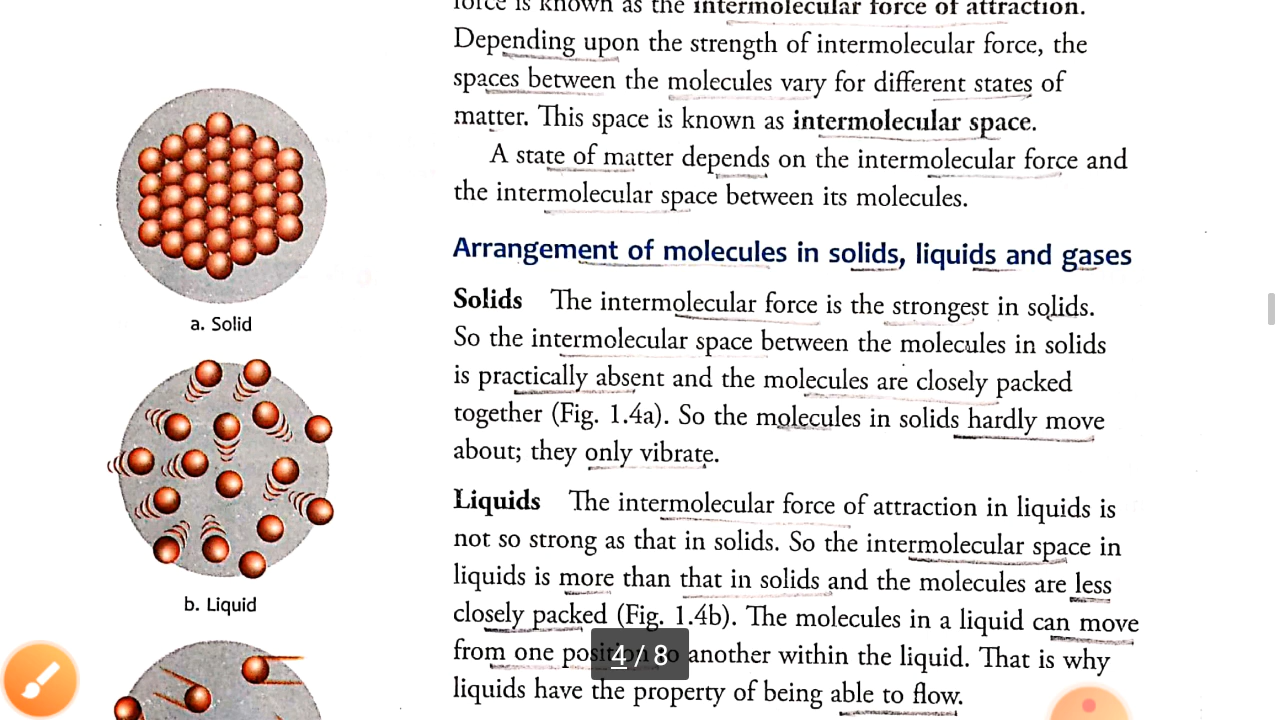 force is known as the intermolecular force of attraction.
Depending upon the strength of intermolecular force, the
spaces between the molecules vary for different states of
matter. This space is known as intermolecular space.
A state of matter depends on the intermolecular force and
the intermolecular space between its molecules.
Arrangement of molecules in solids, liquids and gases
Solids The intermolecular force is the strongest in solids.
So the intermolecular space between the molecules in solids
is practically absent and the molecules are closely packed
together (Fig. 1.4a). So the molecules in solids hardly move
about; they only vibrate.
Liquids The intermolecular force of attraction in liquids is
not so strong as that in solids. So the intermolecular space in
liquids is more than that in solids and the molecules are less
closely packed (Fig. 1.4b). The molecules in a liquid can move
from one position to another within the liquid. That is why
liquids have the property of being able to flow.
a. Solid
b. Liquid
4 / 8